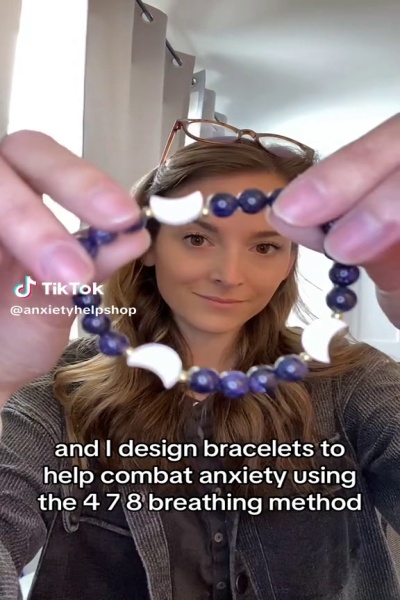 TikTok
@anxietyhelpshop
and I design bracelets to
help combat anxiety using
the 4 7 8 breathing method